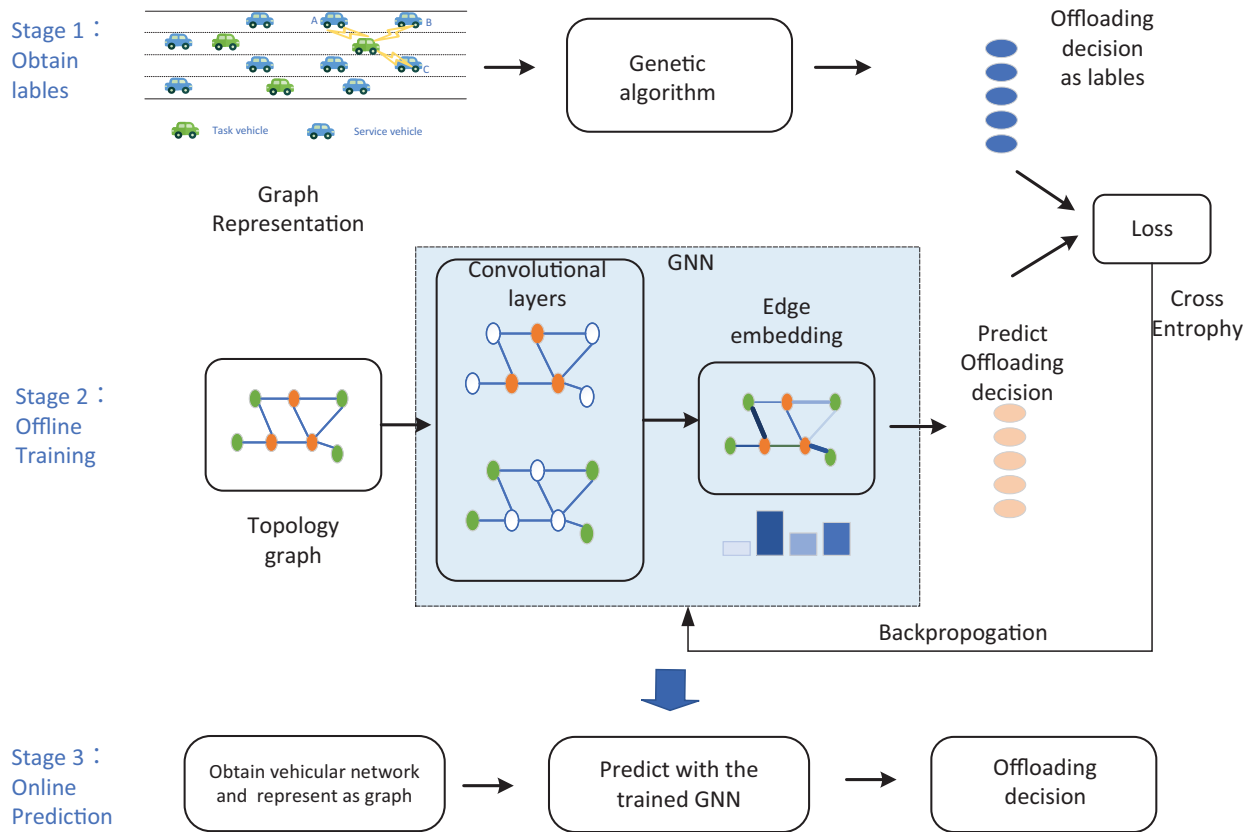 Stage 1：
Obtain
lables
A
B
C
Task vehicle
Service vehicle
Genetic
algorithm
Offloading
decision
as lables
Graph
Representation
GNN
Convolutional
layers
Edge
embedding
Loss
Cross
Entropy
Predict
Offloading
decision
Stage 2：
Offline
Training
Topology
graph
Backpropogation
Stage 3：
Online
Prediction
Obtain vehicular network
and represent as graph
Predict with the
trained GNN
Offloading
decision